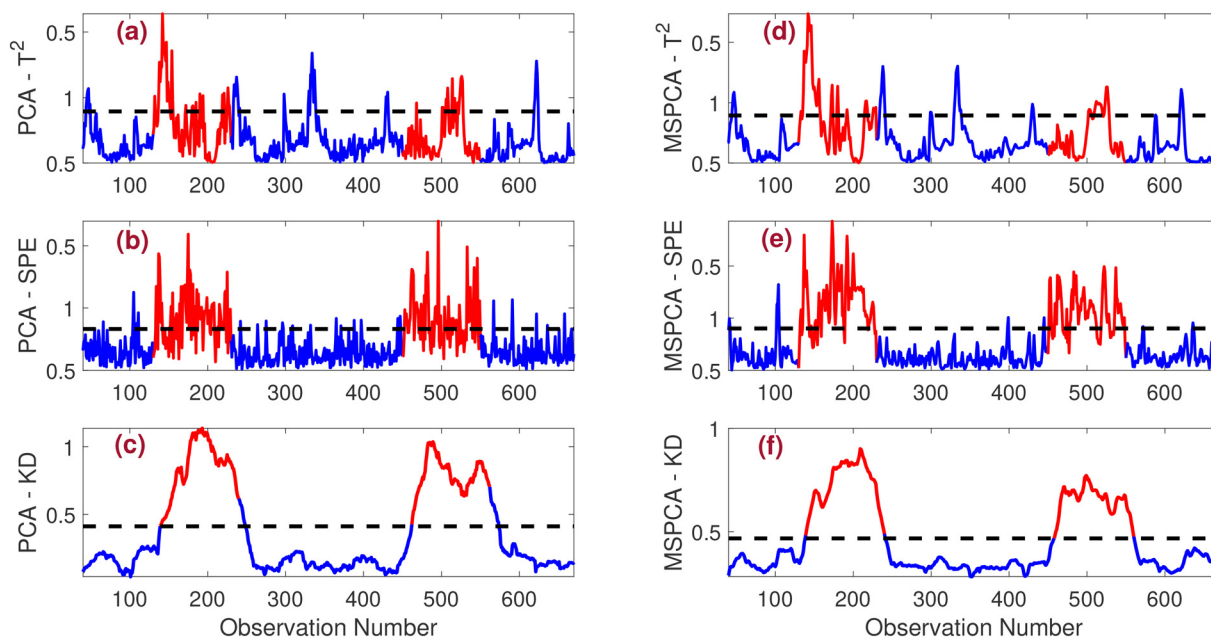 (a)
PCA - T²
0.5
1
0.5
100 200 300 400 500 600
(b)
PCA - SPE
0.5
1
0.5
100 200 300 400 500 600
(c)
PCA - KD
1
0.5
100 200 300 400 500 600
Observation Number
(d)
MSPCA - T²
0.5
1
0.5
100 200 300 400 500 600
(e)
MSPCA - SPE
0.5
1
0.5
100 200 300 400 500 600
(f)
MSPCA - KD
1
0.5
100 200 300 400 500 600
Observation Number